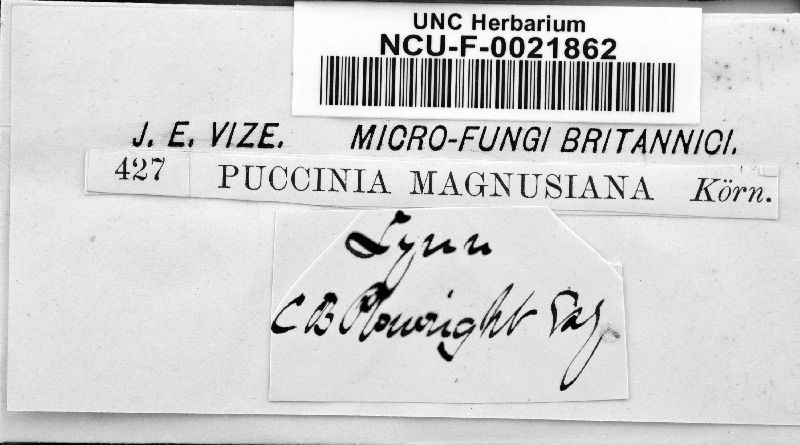 UNC Herbarium
NCU-F-0021862
J. E. VIZE. MICRO-FUNGI BRITANNICI.
427 PUCCINIA MAGNUSIANA Körn.
Lynn
C B Plowright Esq